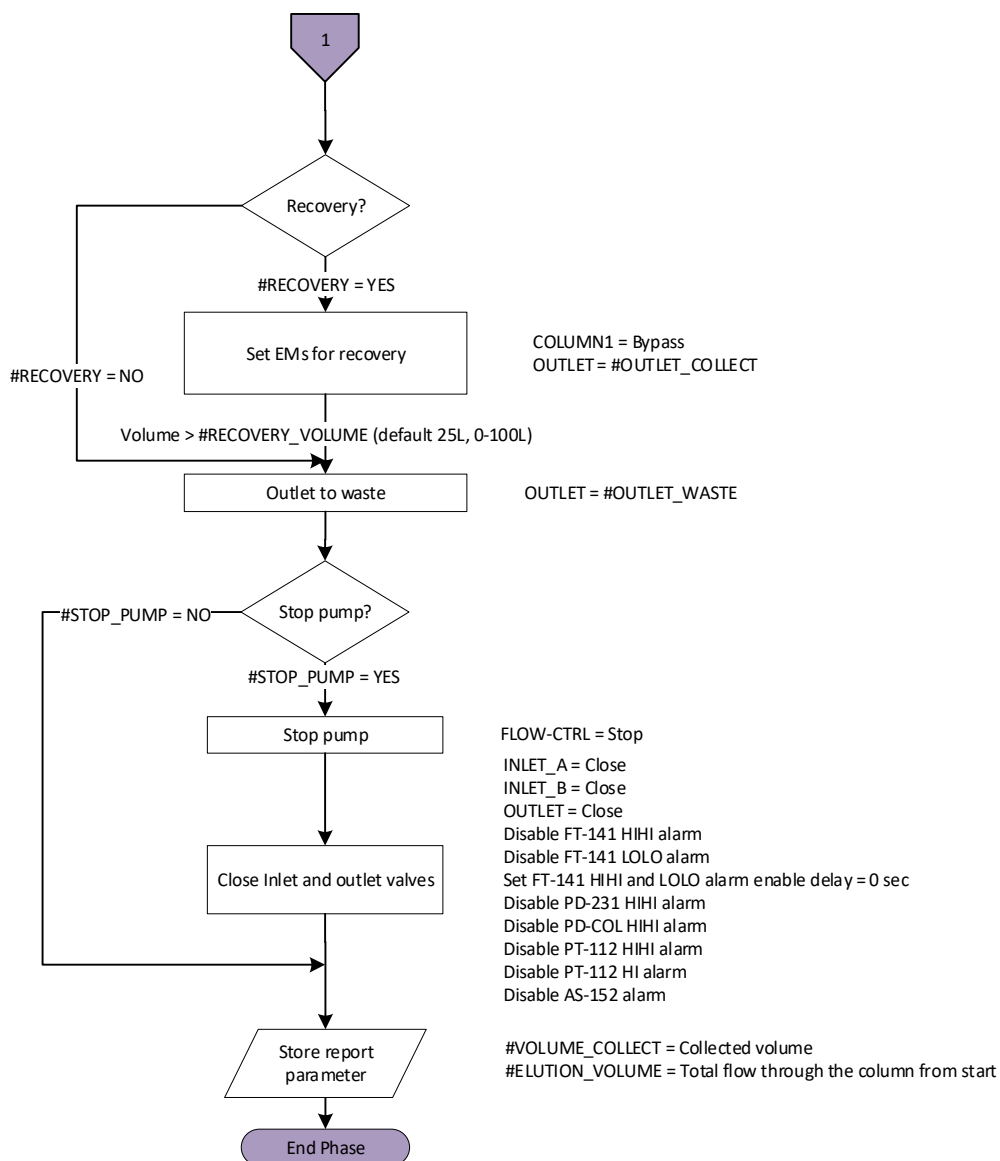 1
Recovery?
#RECOVERY = YES
Set EMs for recovery
COLUMN1 = Bypass
OUTLET = #OUTLET_COLLECT
#RECOVERY = NO
Volume > #RECOVERY_VOLUME (default 25L, 0-100L)
Outlet to waste
OUTLET = #OUTLET_WASTE
Stop pump?
#STOP_PUMP = NO
#STOP_PUMP = YES
Stop pump
FLOW-CTRL = Stop
INLET_A = Close
INLET_B = Close
OUTLET = Close
Disable FT-141 HIHI alarm
Disable FT-141 LOLO alarm
Close Inlet and outlet valves
Set FT-141 HIHI and LOLO alarm enable delay = 0 sec
Disable PD-231 HIHI alarm
Disable PD-COL HIHI alarm
Disable PT-112 HIHI alarm
Disable PT-112 HI alarm
Disable AS-152 alarm
Store report
parameter
#VOLUME_COLLECT = Collected volume
#ELUTION_VOLUME = Total flow through the column from start
End Phase